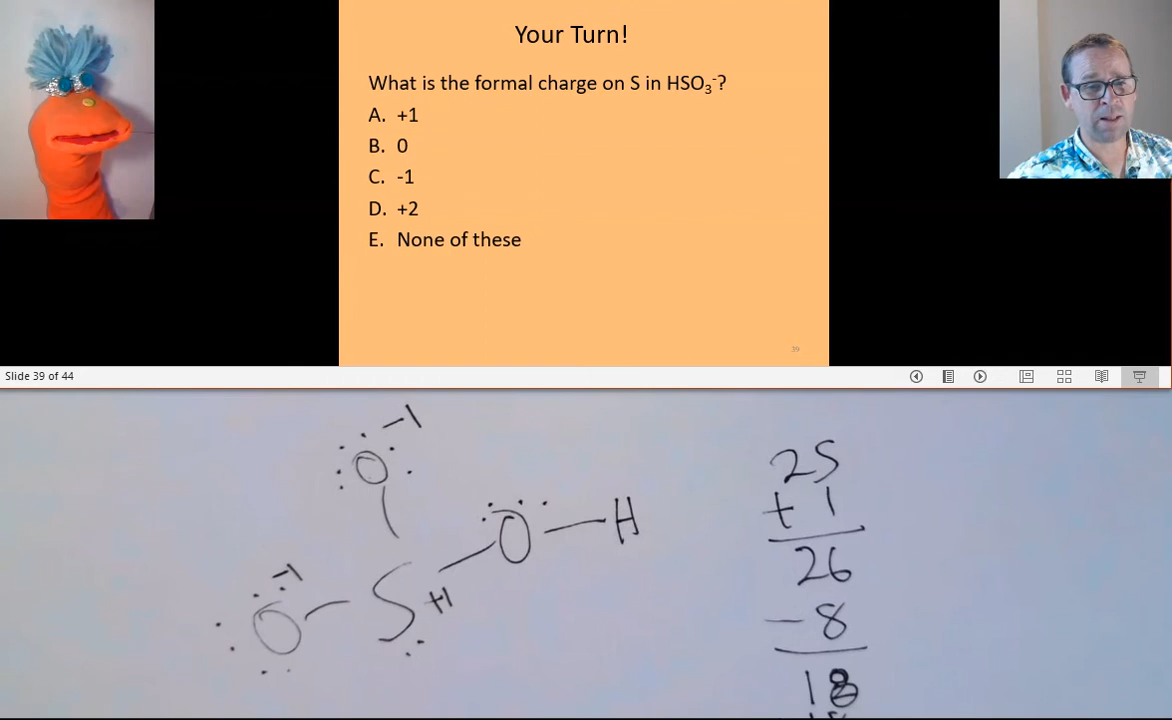 Your Turn!
What is the formal charge on S in HSO₃⁻?
A. +1
B. 0
C. -1
D. +2
E. None of these
39
Slide 39 of 44
-1
O
O - H
-1
O - S +1
25
+ 1
26
- 8
18